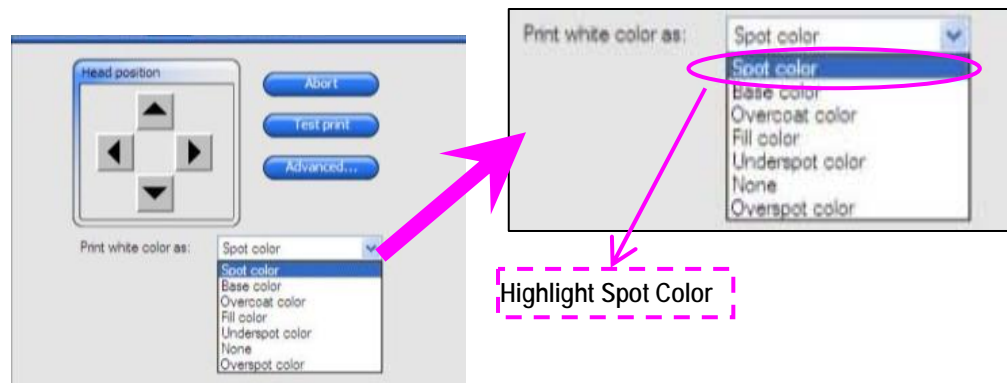 Head position
Abort
Test print
Advanced...
Print white color as: Spot color
Spot color
Base color
Overcoat color
Fill color
Underspot color
None
Overspot color
Print white color as: Spot color
Spot color
Base color
Overcoat color
Fill color
Underspot color
None
Overspot color
Highlight Spot Color